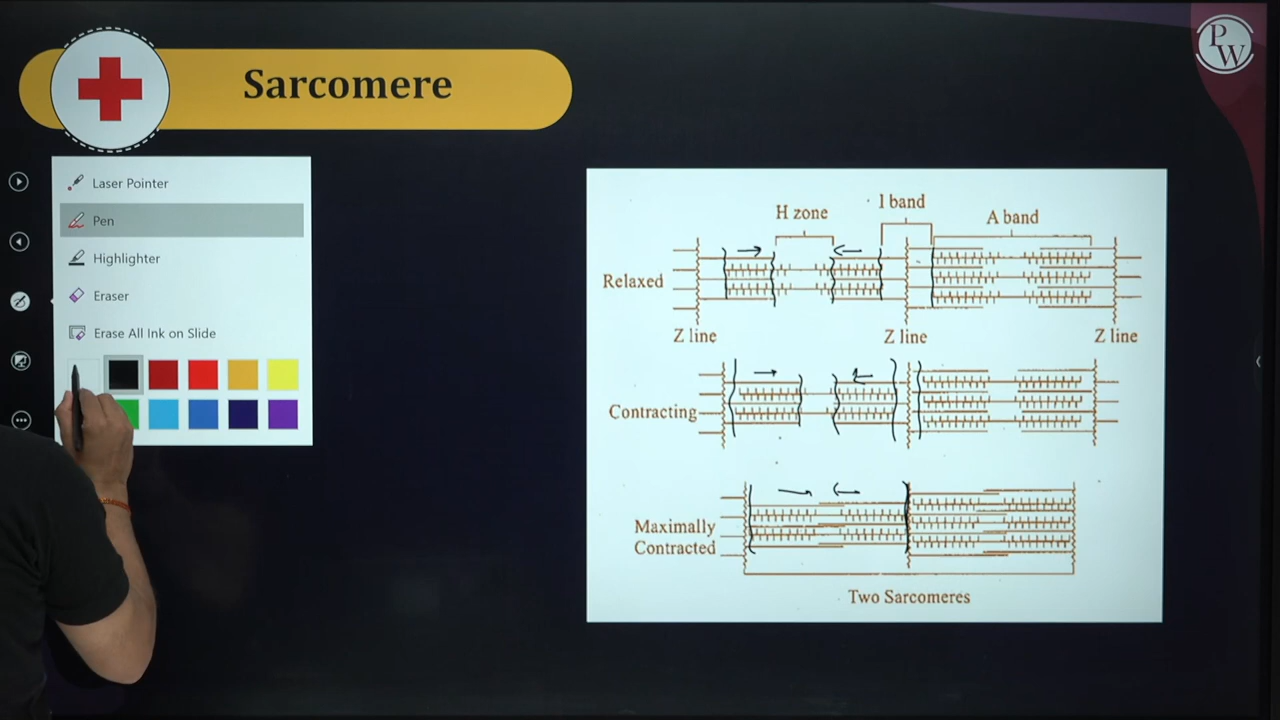 Sarcomere
PW
Laser Pointer
Pen
Highlighter
Eraser
Erase All Ink on Slide
H zone
I band
A band
Relaxed
Z line
Z line
Z line
Contracting
Maximally
Contracted
Two Sarcomeres